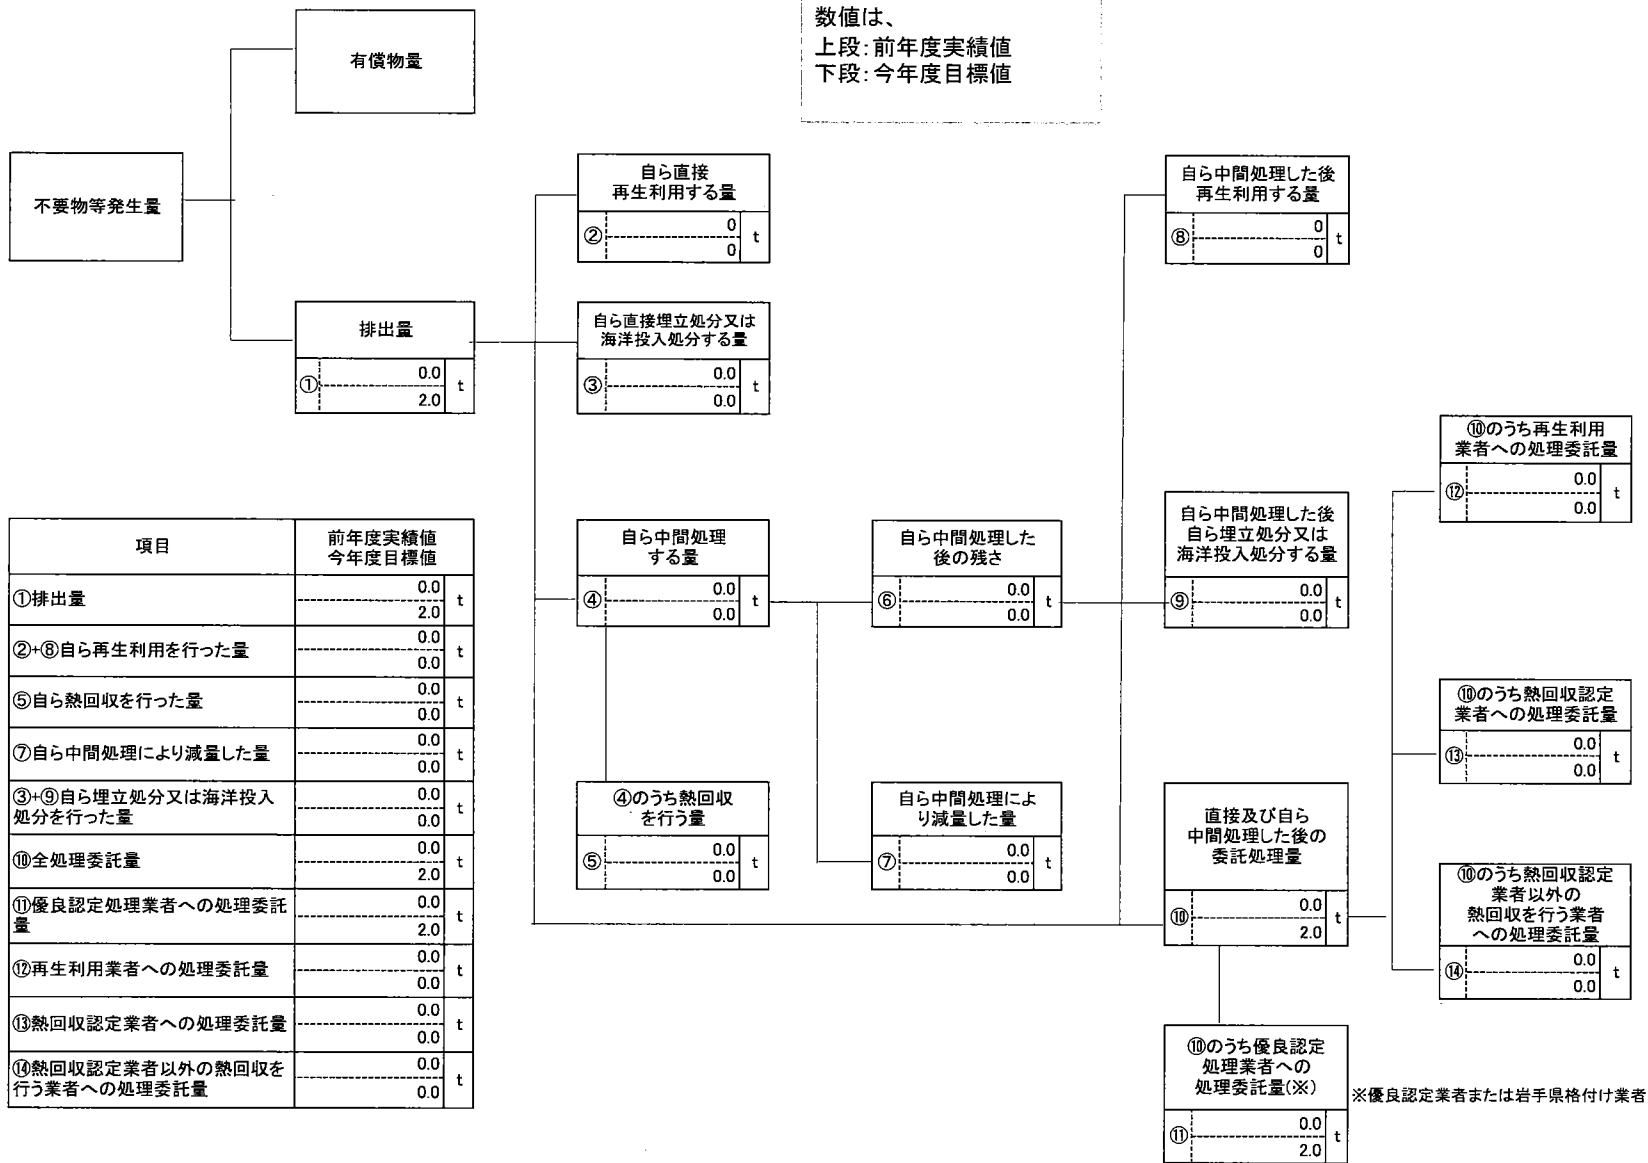 数値は、
上段：前年度実績値
下段：今年度目標値
有償物量
不要物等発生量
排出量
①
0.0
2.0
t
自ら直接
再生利用する量
②
0
0
t
自ら直接埋立処分又は
海洋投入処分する量
③
0.0
0.0
t
自ら中間処理した後
再生利用する量
⑧
0
0
t
自ら中間処理
する量
④
0.0
0.0
t
自ら中間処理した
後の残さ
⑥
0.0
0.0
t
自ら中間処理した後
自ら埋立処分又は
海洋投入処分する量
⑨
0.0
0.0
t
④のうち熱回収
を行う量
⑤
0.0
0.0
t
自ら中間処理によ
り減量した量
⑦
0.0
0.0
t
直接及び自ら
中間処理した後の
委託処理量
⑩
0.0
2.0
t
⑩のうち再生利用
業者への処理委託量
⑫
0.0
0.0
t
⑩のうち熱回収認定
業者への処理委託量
⑬
0.0
0.0
t
⑩のうち熱回収認定
業者以外の
熱回収を行う業者
への処理委託量
⑭
0.0
0.0
t
⑩のうち優良認定
処理業者への
処理委託量(※)
⑪
0.0
2.0
t
※優良認定業者または岩手県格付け業者
項目
前年度実績値
今年度目標値
①排出量
0.0
2.0
t
②+⑧自ら再生利用を行った量
0.0
0.0
t
⑤自ら熱回収を行った量
0.0
0.0
t
⑦自ら中間処理により減量した量
0.0
0.0
t
③+⑨自ら埋立処分又は海洋投入
処分を行った量
0.0
0.0
t
⑩全処理委託量
0.0
2.0
t
⑪優良認定処理業者への処理委託
量
0.0
2.0
t
⑫再生利用業者への処理委託量
0.0
0.0
t
⑬熱回収認定業者への処理委託量
0.0
0.0
t
⑭熱回収認定業者以外の熱回収を
行う業者への処理委託量
0.0
0.0
t